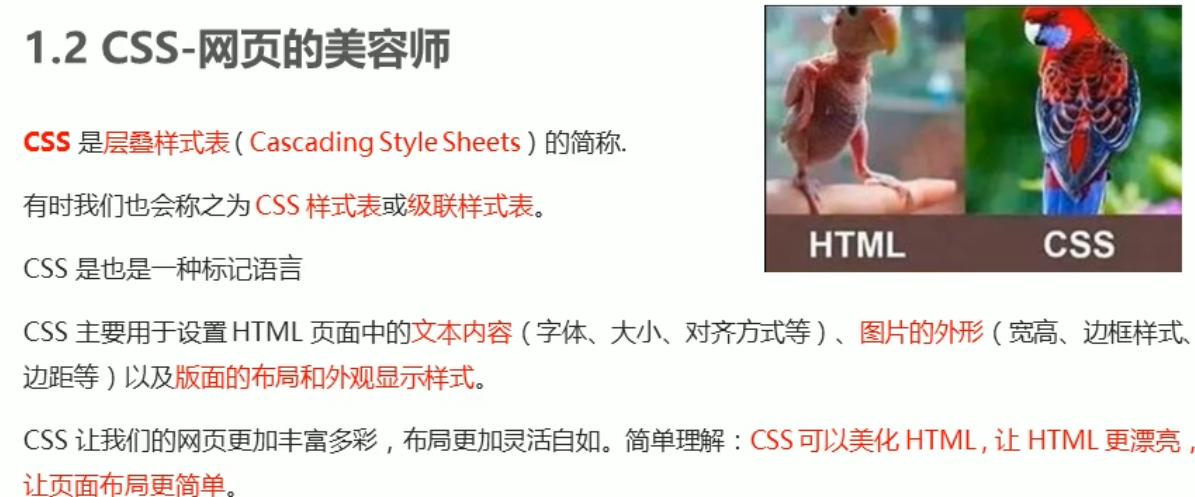 1.2 CSS-网页的美容师
CSS 是层叠样式表 ( Cascading Style Sheets ) 的简称.
有时我们也会称之为 CSS 样式表或级联样式表。
CSS 是也是一种标记语言
CSS 主要用于设置 HTML 页面中的文本内容（字体、大小、对齐方式等）、图片的外形（宽高、边框样式、
边距等）以及版面的布局和外观显示样式。
CSS 让我们的网页更加丰富多彩，布局更加灵活自如。简单理解：CSS 可以美化 HTML , 让 HTML 更漂亮，
让页面布局更简单。
HTML
CSS